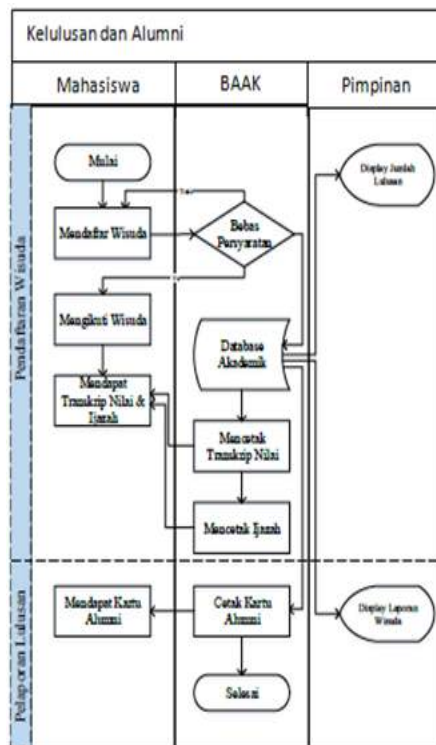 Kelulusan dan Alumni
Mahasiswa
BAAK
Pimpinan
Pendaftaran Wisuda
Mulai
Display Jumlah
Lulusan
Mendaftar Wisuda
Bebas
Persyaratan
Mengikuti Wisuda
Database
Akademik
Mendapat
Transkrip Nilai &
Ijazah
Mencetak
Transkrip Nilai
Mencetak Ijazah
Pelaporan Lulusan
Mendapat Kartu
Alumni
Cetak Kartu
Alumni
Display Laporan
Wisuda
Selesai